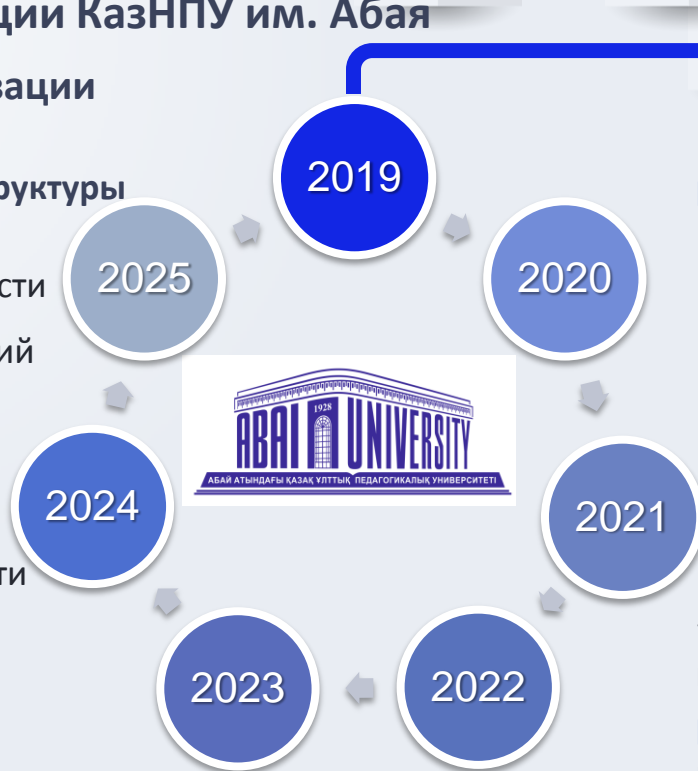 ции КазНПУ им. Абая
зации
руктуры
сти
ий
ти
2019
2020
2021
2022
2023
2024
2025
1928
ABAI UNIVERSITY
АБАЙ АТЫНДАҒЫ ҚАЗАҚ ҰЛТТЫҚ ПЕДАГОГИКАЛЫҚ УНИВЕРСИТЕТІ